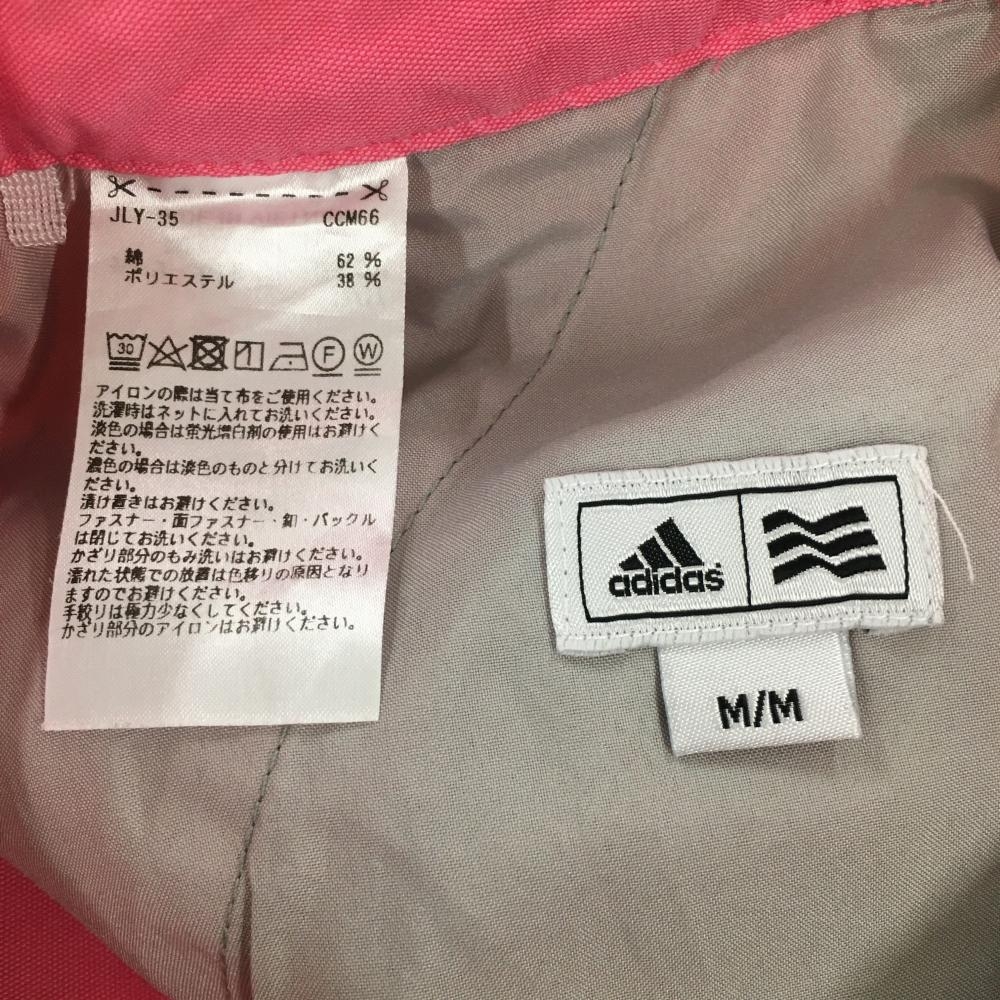 JLY-35 CCM66
綿 62 %
ポリエステル 38 %
30 F W
アイロンの際は当て布をご使用ください。
洗濯時はネットに入れてお洗いください。
淡色の場合は蛍光増白剤の使用はお避けく
ださい。
濃色の場合は淡色のものと分けてお洗いくだ
さい。
漬け置きはお避けください。
ファスナー・面ファスナー・釦・バックル
は閉じてお洗いください。
かざり部分のもみ洗いはお避けください。
濡れた状態での放置は色移りの原因となり
ますのでお避けください。
手絞りは極力少なくしてください。
かざり部分のアイロンはお避けください。
adidas
M/M